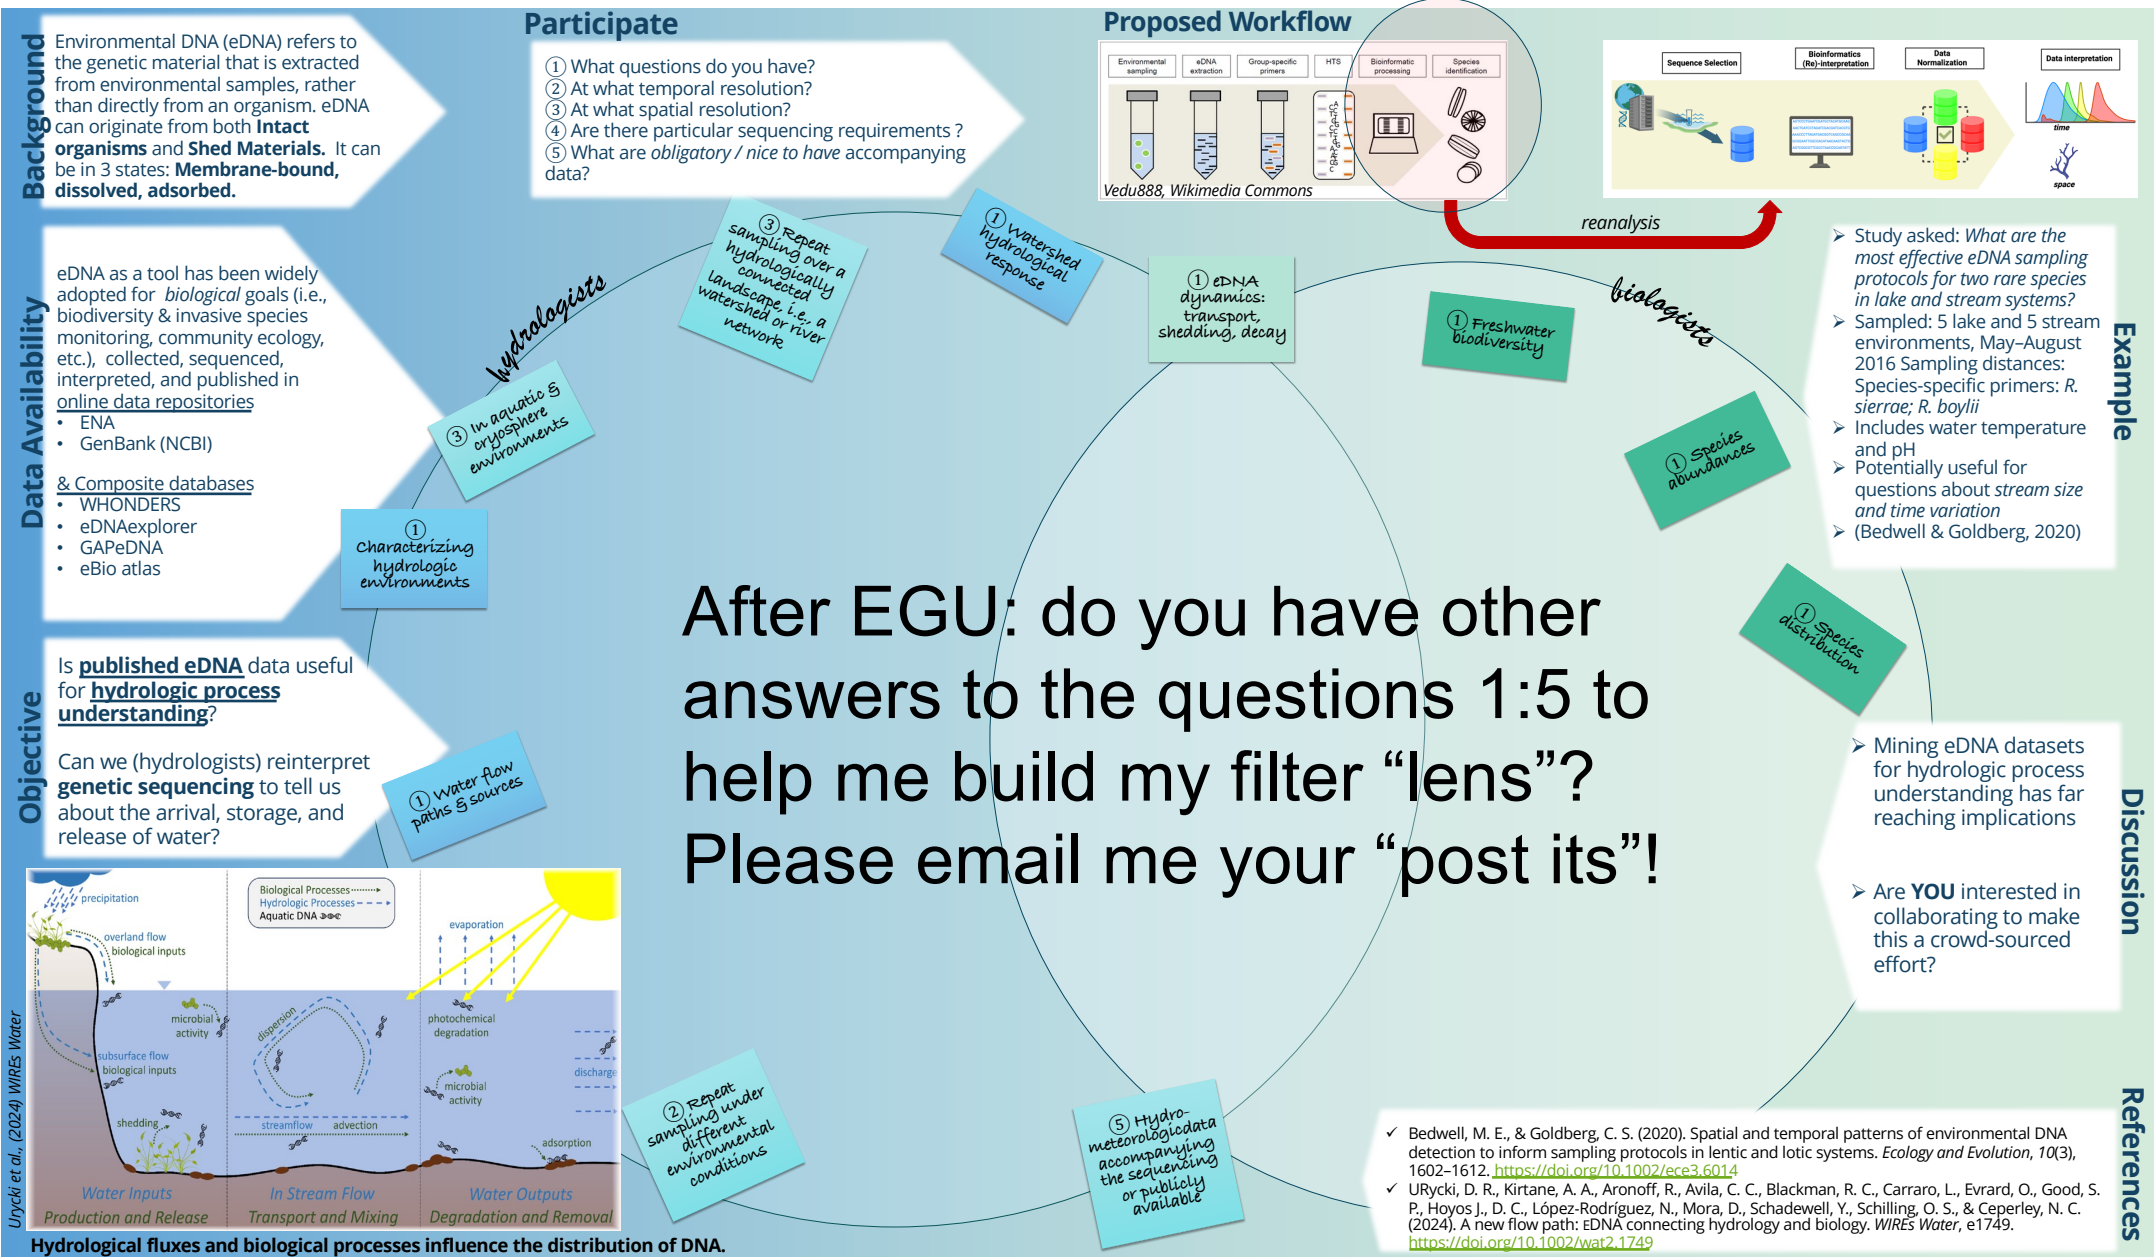 Background
Environmental DNA (eDNA) refers to
the genetic material that is extracted
from environmental samples, rather
than directly from an organism. eDNA
can originate from both Intact
organisms and Shed Materials. It can
be in 3 states: Membrane-bound,
dissolved, adsorbed.
Participate
① What questions do you have?
② At what temporal resolution?
③ At what spatial resolution?
④ Are there particular sequencing requirements ?
⑤ What are obligatory / nice to have accompanying
data?
Proposed Workflow
Environmental
sampling
eDNA
extraction
Group-specific
primers
HTS
Bioinformatic
processing
Species
identification
Vedu888, Wikimedia Commons
reanalysis
Sequence Selection
Bioinformatics
(Re)-interpretation
Data
Normalization
Data interpretation
time
space
Data Availability
eDNA as a tool has been widely
adopted for biological goals (i.e.,
biodiversity & invasive species
monitoring, community ecology,
etc.), collected, sequenced,
interpreted, and published in
online data repositories
• ENA
• GenBank (NCBI)
& Composite databases
• WHONDERS
• eDNAexplorer
• GAPeDNA
• eBio atlas
Objective
Is published eDNA data useful
for hydrologic process
understanding?
Can we (hydrologists) reinterpret
genetic sequencing to tell us
about the arrival, storage, and
release of water?
hydrologists
biologists
③ Repeat
sampling over a
hydrologically
connected
landscape, i.e., a
watershed or river
network
① Watershed
hydrological
response
① eDNA
dynamics:
transport,
shedding, decay
① Freshwater
biodiversity
① Species
abundances
① Species
distribution
③ In aquatic &
cryosphere
environments
①
Characterizing
hydrologic
environments
① Water flow
paths & sources
② Repeat
sampling under
different
environmental
conditions
⑤ Hydro-
meteorologicdata
accompanying
the sequencing
or publicly
available
After EGU: do you have other
answers to the questions 1:5 to
help me build my filter “lens”?
Please email me your “post its”!
Example
➢ Study asked: What are the
most effective eDNA sampling
protocols for two rare species
in lake and stream systems?
➢ Sampled: 5 lake and 5 stream
environments, May–August
2016 Sampling distances:
Species-specific primers: R.
sierrae; R. boylii
➢ Includes water temperature
and pH
➢ Potentially useful for
questions about stream size
and time variation
➢ (Bedwell & Goldberg, 2020)
Discussion
➢ Mining eDNA datasets
for hydrologic process
understanding has far
reaching implications
➢ Are YOU interested in
collaborating to make
this a crowd-sourced
effort?
Urycki et al., (2024) WIREs Water
precipitation
overland flow
biological inputs
Biological Processes
Hydrologic Processes
Aquatic DNA
evaporation
microbial
activity
dispersion
photochemical
degradation
subsurface flow
biological inputs
discharge
microbial
activity
shedding
streamflow
advection
adsorption
Water Inputs
In Stream Flow
Water Outputs
Production and Release
Transport and Mixing
Degradation and Removal
Hydrological fluxes and biological processes influence the distribution of DNA.
References
✓ Bedwell, M. E., & Goldberg, C. S. (2020). Spatial and temporal patterns of environmental DNA
detection to inform sampling protocols in lentic and lotic systems. Ecology and Evolution, 10(3),
1602–1612. https://doi.org/10.1002/ece3.6014
✓ URycki, D. R., Kirtane, A. A., Aronoff, R., Avila, C. C., Blackman, R. C., Carraro, L., Evrard, O., Good, S.
P., Hoyos J., D. C., López-Rodríguez, N., Mora, D., Schadewell, Y., Schilling, O. S., & Ceperley, N. C.
(2024). A new flow path: EDNA connecting hydrology and biology. WIREs Water, e1749.
https://doi.org/10.1002/wat2.1749